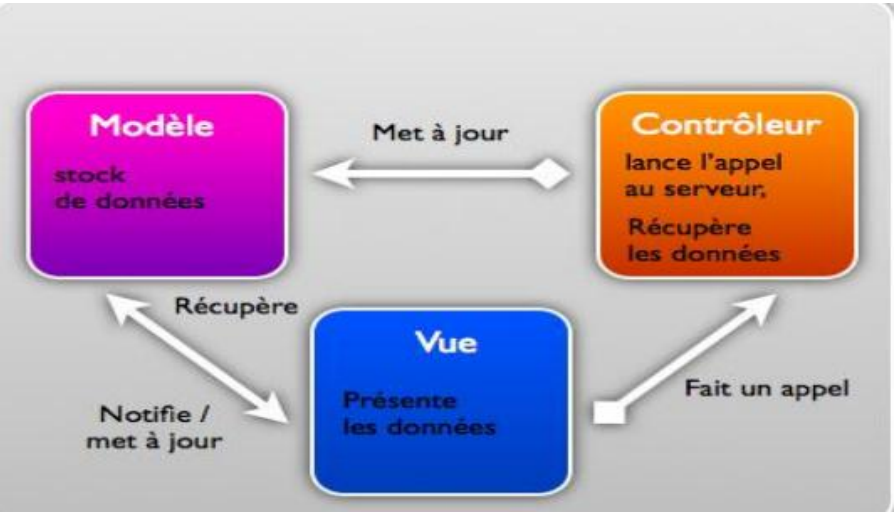 Modèle
stock
de données
Met à jour
Contrôleur
lance l'appel
au serveur,
Récupère
les données
Récupère
Notifie /
met à jour
Vue
Présente
les données
Fait un appel